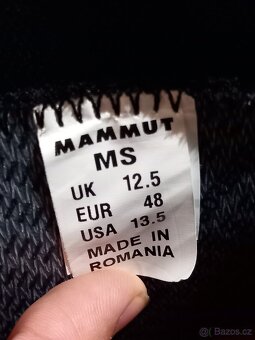 MAMMUT
MS
UK 12.5
EUR 48
USA 13.5
MADE IN
ROMANIA
Bazos.cz